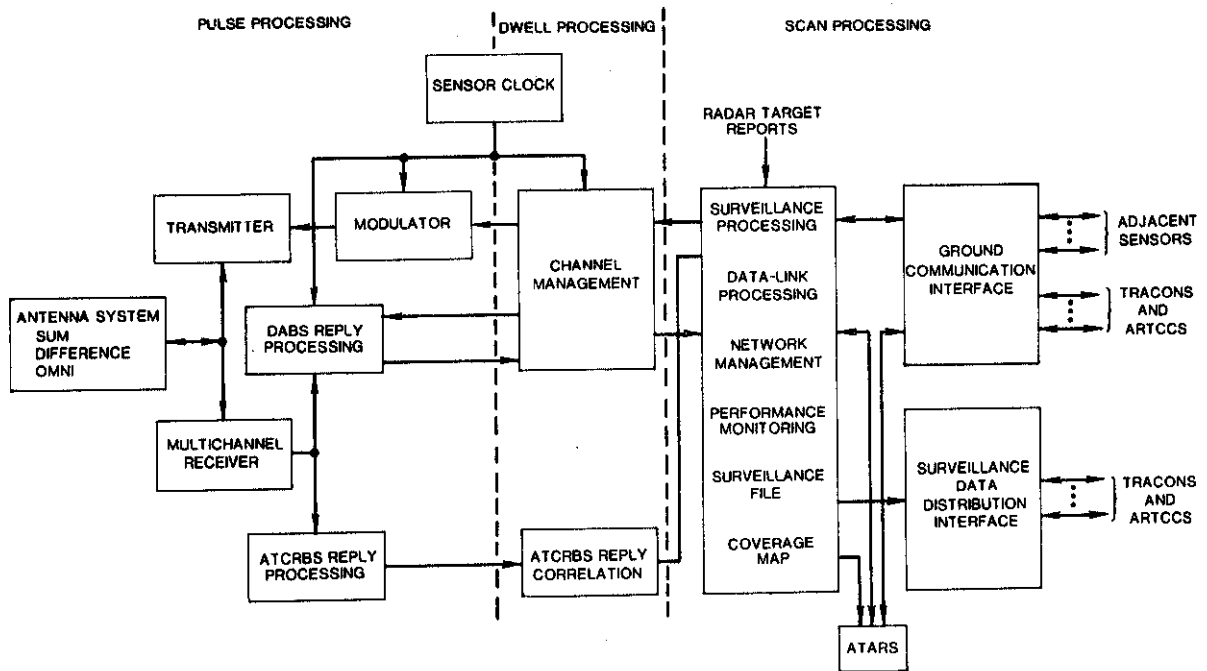 PULSE PROCESSING
DWELL PROCESSING
SCAN PROCESSING
SENSOR CLOCK
RADAR TARGET
REPORTS
TRANSMITTER
MODULATOR
CHANNEL
MANAGEMENT
SURVEILLANCE
PROCESSING
DATA-LINK
PROCESSING
NETWORK
MANAGEMENT
PERFORMANCE
MONITORING
SURVEILLANCE
FILE
COVERAGE
MAP
GROUND
COMMUNICATION
INTERFACE
ADJACENT
SENSORS
TRACONS
AND
ARTCCS
ANTENNA SYSTEM
SUM
DIFFERENCE
OMNI
DABS REPLY
PROCESSING
MULTICHANNEL
RECEIVER
SURVEILLANCE
DATA
DISTRIBUTION
INTERFACE
TRACONS
AND
ARTCCS
ATCRBS REPLY
PROCESSING
ATCRBS REPLY
CORRELATION
ATARS